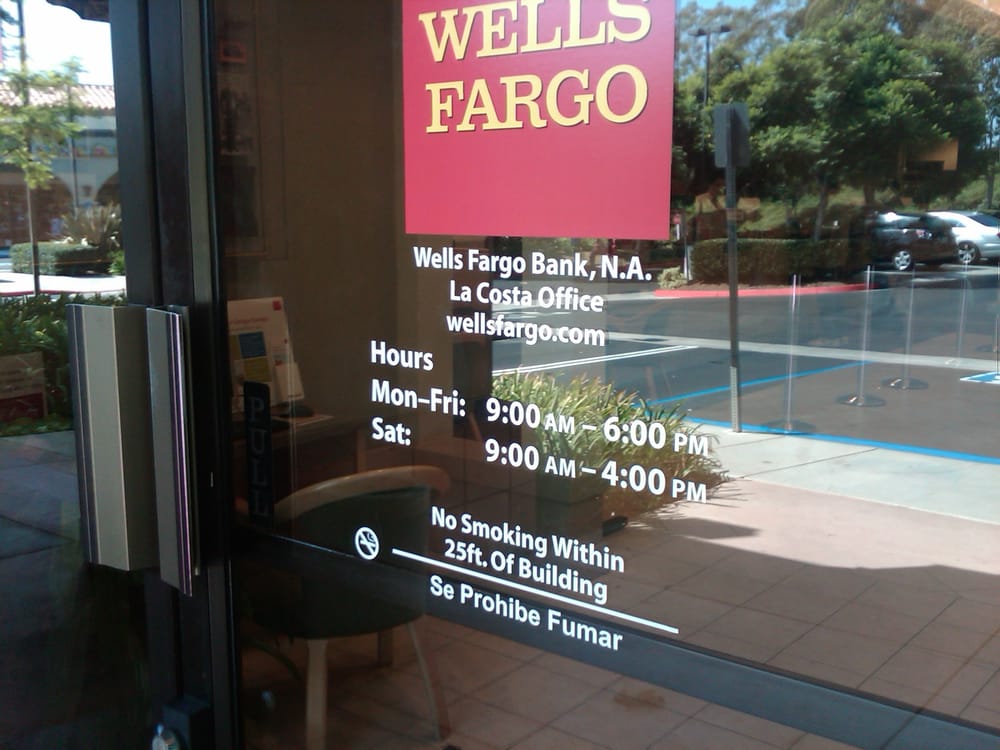 WELLS
FARGO
Wells Fargo Bank, N.A.
La Costa Office
wellsfargo.com
Hours
Mon–Fri: 9:00 AM – 6:00 PM
Sat: 9:00 AM – 4:00 PM
No Smoking Within
25ft. Of Building
Se Prohibe Fumar
PULL